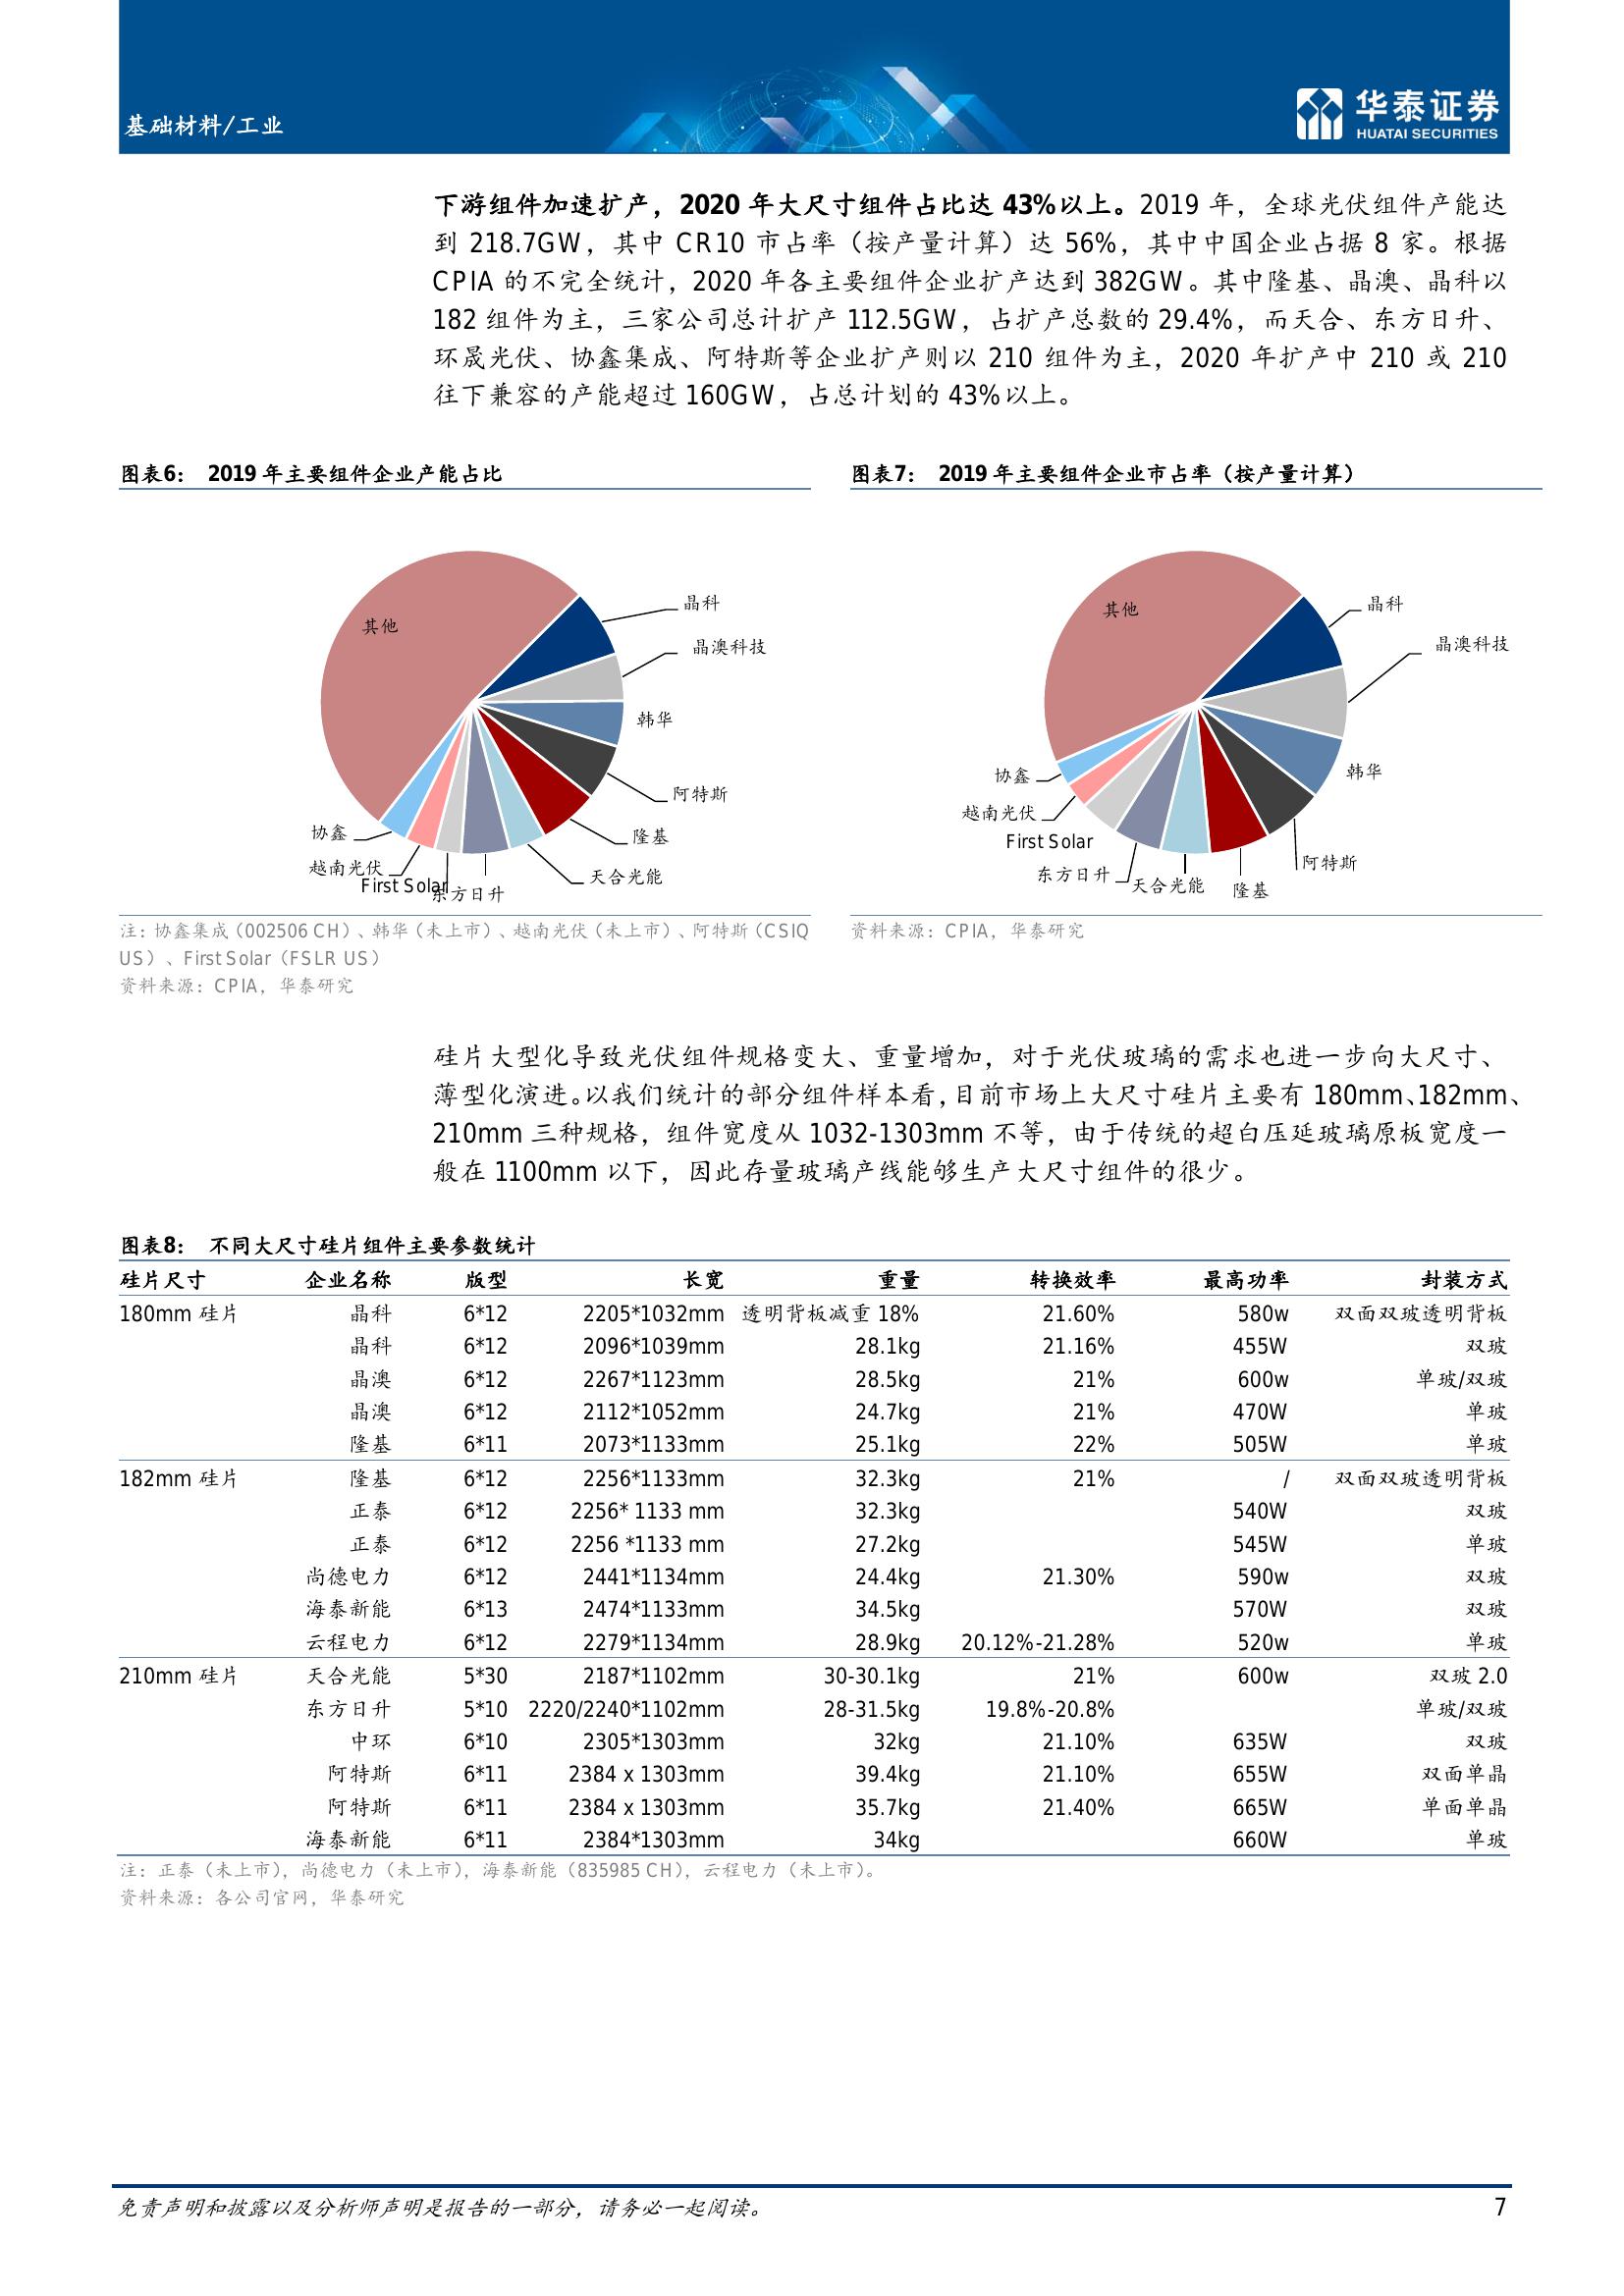 基础材料/工业
华泰证券
HUATAI SECURITIES
下游组件加速扩产，2020 年大尺寸组件占比达 43%以上。2019 年，全球光伏组件产能达
到 218.7GW，其中 CR10 市占率（按产量计算）达 56%，其中中国企业占据 8 家。根据
CPIA 的不完全统计，2020 年各主要组件企业扩产达到 382GW。其中隆基、晶澳、晶科以
182 组件为主，三家公司总计扩产 112.5GW，占扩产总数的 29.4%，而天合、东方日升、
环晟光伏、协鑫集成、阿特斯等企业扩产则以 210 组件为主，2020 年扩产中 210 或 210
往下兼容的产能超过 160GW，占总计划的 43%以上。
图表6： 2019 年主要组件企业产能占比
其他
晶科
晶澳科技
韩华
阿特斯
隆基
天合光能
东方日升
First Solar
越南光伏
协鑫
注：协鑫集成（002506 CH）、韩华（未上市）、越南光伏（未上市）、阿特斯（CSIQ
US）、First Solar（FSLR US）
资料来源：CPIA，华泰研究
图表7： 2019 年主要组件企业市占率（按产量计算）
其他
晶科
晶澳科技
韩华
阿特斯
隆基
天合光能
东方日升
First Solar
越南光伏
协鑫
资料来源：CPIA，华泰研究
硅片大型化导致光伏组件规格变大、重量增加，对于光伏玻璃的需求也进一步向大尺寸、
薄型化演进。以我们统计的部分组件样本看，目前市场上大尺寸硅片主要有 180mm、182mm、
210mm 三种规格，组件宽度从 1032-1303mm 不等，由于传统的超白压延玻璃原板宽度一
般在 1100mm 以下，因此存量玻璃产线能够生产大尺寸组件的很少。
图表8： 不同大尺寸硅片组件主要参数统计
硅片尺寸 企业名称 版型 长宽 重量 转换效率 最高功率 封装方式
180mm 硅片 晶科 6*12 2205*1032mm 透明背板减重 18% 21.60% 580w 双面双玻透明背板
晶科 6*12 2096*1039mm 28.1kg 21.16% 455W 双玻
晶澳 6*12 2267*1123mm 28.5kg 21% 600w 单玻/双玻
晶澳 6*12 2112*1052mm 24.7kg 21% 470W 单玻
隆基 6*11 2073*1133mm 25.1kg 22% 505W 单玻
182mm 硅片 隆基 6*12 2256*1133mm 32.3kg 21% / 双面双玻透明背板
正泰 6*12 2256* 1133 mm 32.3kg 540W 双玻
正泰 6*12 2256 *1133 mm 27.2kg 545W 单玻
尚德电力 6*12 2441*1134mm 24.4kg 21.30% 590w 双玻
海泰新能 6*13 2474*1133mm 34.5kg 570W 双玻
云程电力 6*12 2279*1134mm 28.9kg 20.12%-21.28% 520w 单玻
210mm 硅片 天合光能 5*30 2187*1102mm 30-30.1kg 21% 600w 双玻 2.0
东方日升 5*10 2220/2240*1102mm 28-31.5kg 19.8%-20.8% 单玻/双玻
中环 6*10 2305*1303mm 32kg 21.10% 635W 双玻
阿特斯 6*11 2384 x 1303mm 39.4kg 21.10% 655W 双面单晶
阿特斯 6*11 2384 x 1303mm 35.7kg 21.40% 665W 单面单晶
海泰新能 6*11 2384*1303mm 34kg 660W 单玻
注：正泰（未上市），尚德电力（未上市），海泰新能（835985 CH），云程电力（未上市）。
资料来源：各公司官网，华泰研究
免责声明和披露以及分析师声明是报告的一部分，请务必一起阅读。 7